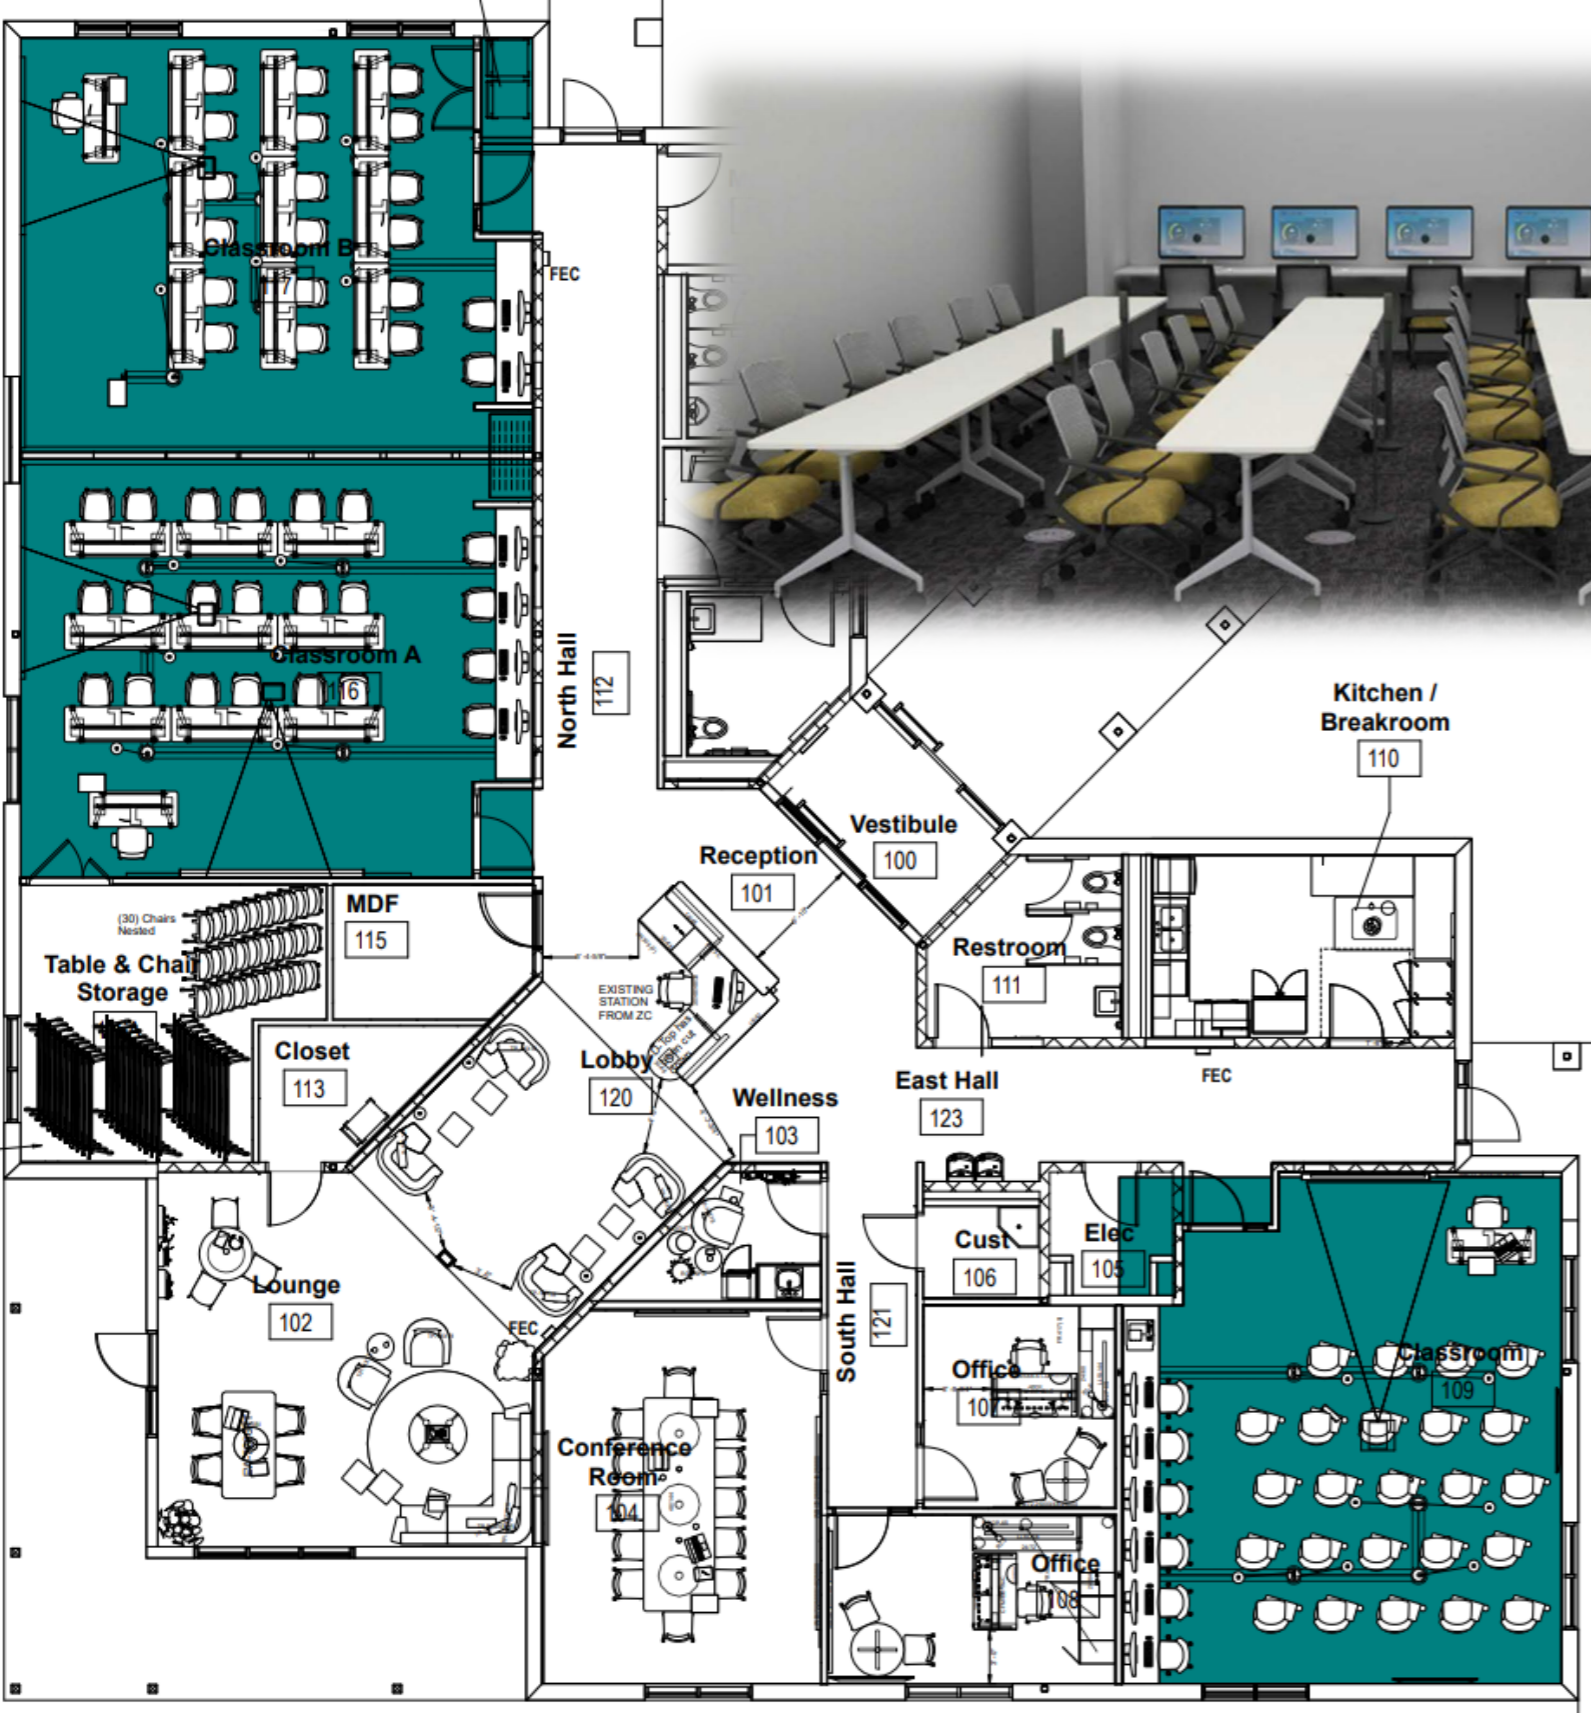 Classroom B
FEC
Classroom A
116
North Hall
112
Kitchen /
Breakroom
110
Vestibule
100
Reception
101
(30) Chairs
Nested
MDF
115
Table & Chair
Storage
Restroom
111
EXISTING
STATION
FROM ZC
Closet
113
Lobby
120
East Hall
123
FEC
Wellness
103
Cust
106
Elec
105
Lounge
102
FEC
South Hall
121
Office
107
Classroom
109
Conference
Room
104
Office
108